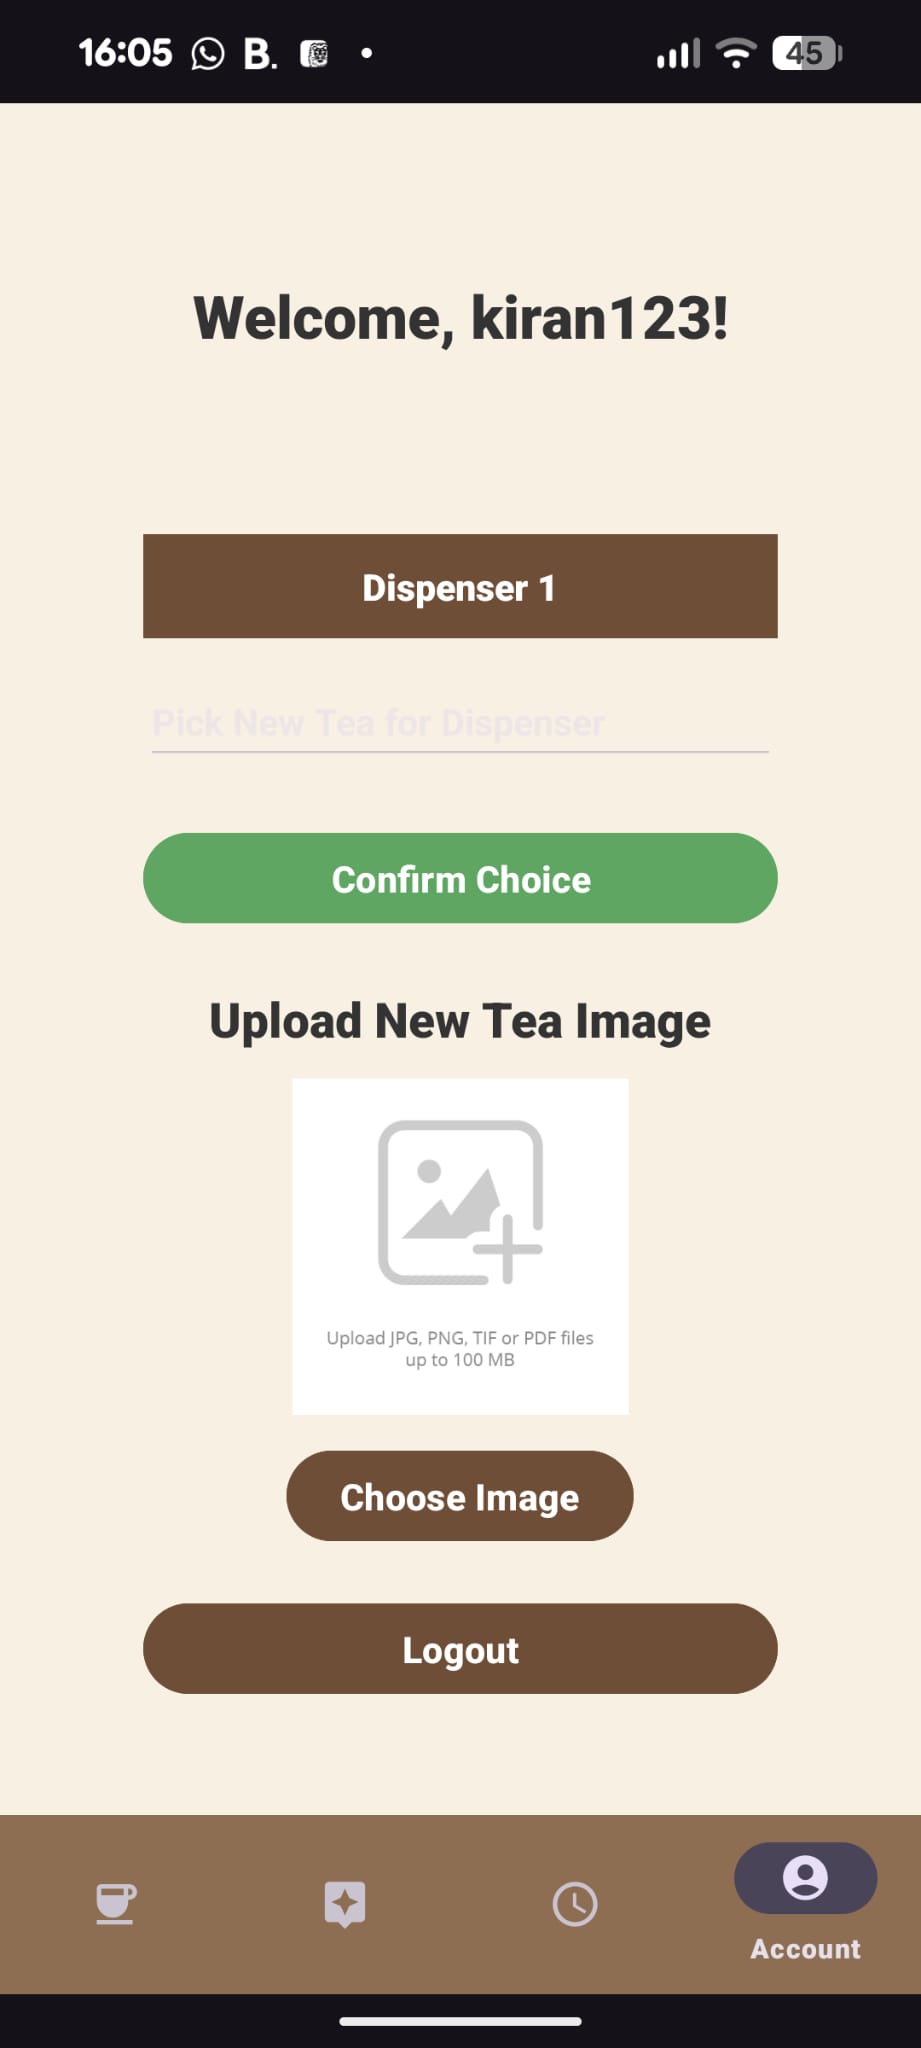 16:05 B. 45
Welcome, kiran123!
Dispenser 1
Pick New Tea for Dispenser
Confirm Choice
Upload New Tea Image
Upload JPG, PNG, TIF or PDF files
up to 100 MB
Choose Image
Logout
Account